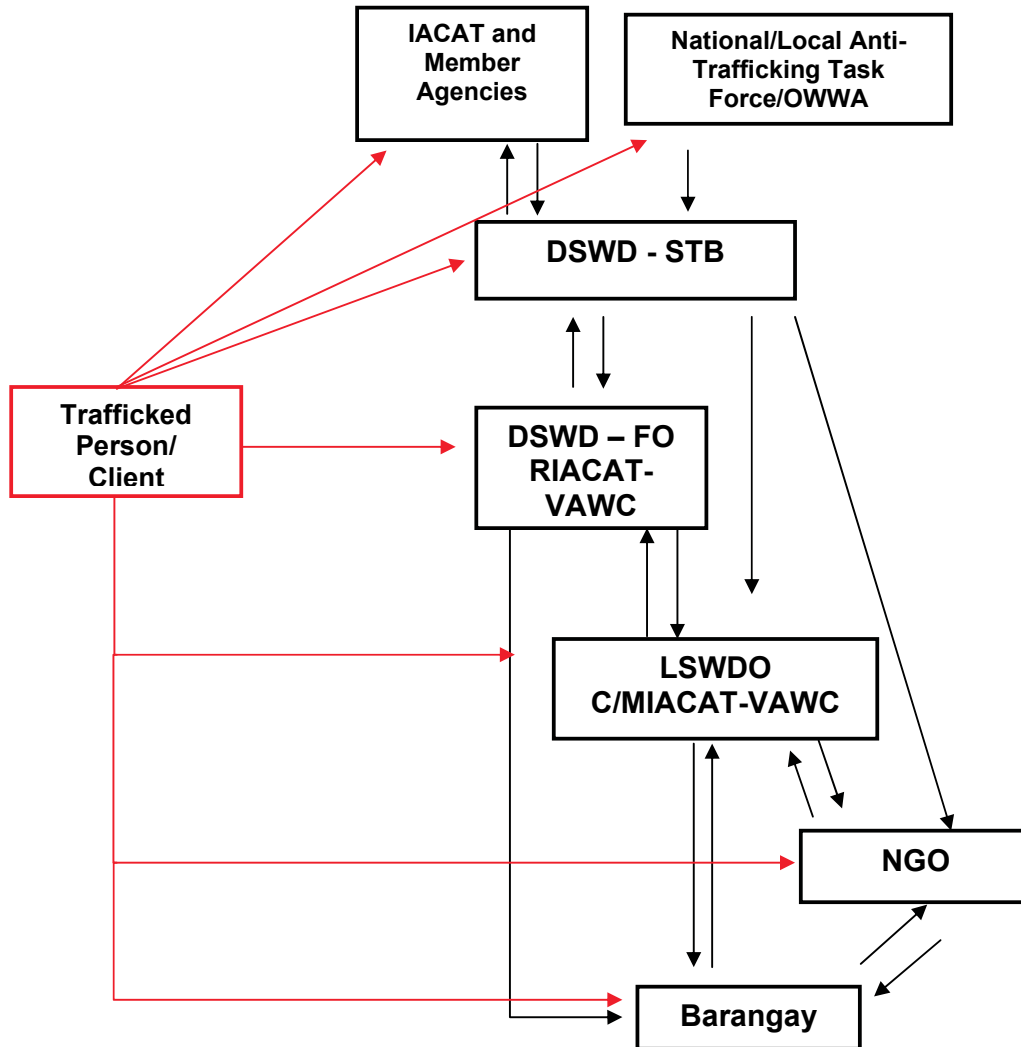 IACAT and
Member
Agencies
National/Local Anti-
Trafficking Task
Force/OWWA
DSWD - STB
Trafficked
Person/
Client
DSWD – FO
RIACAT-
VAWC
LSWDO
C/MIACAT-VAWC
NGO
Barangay